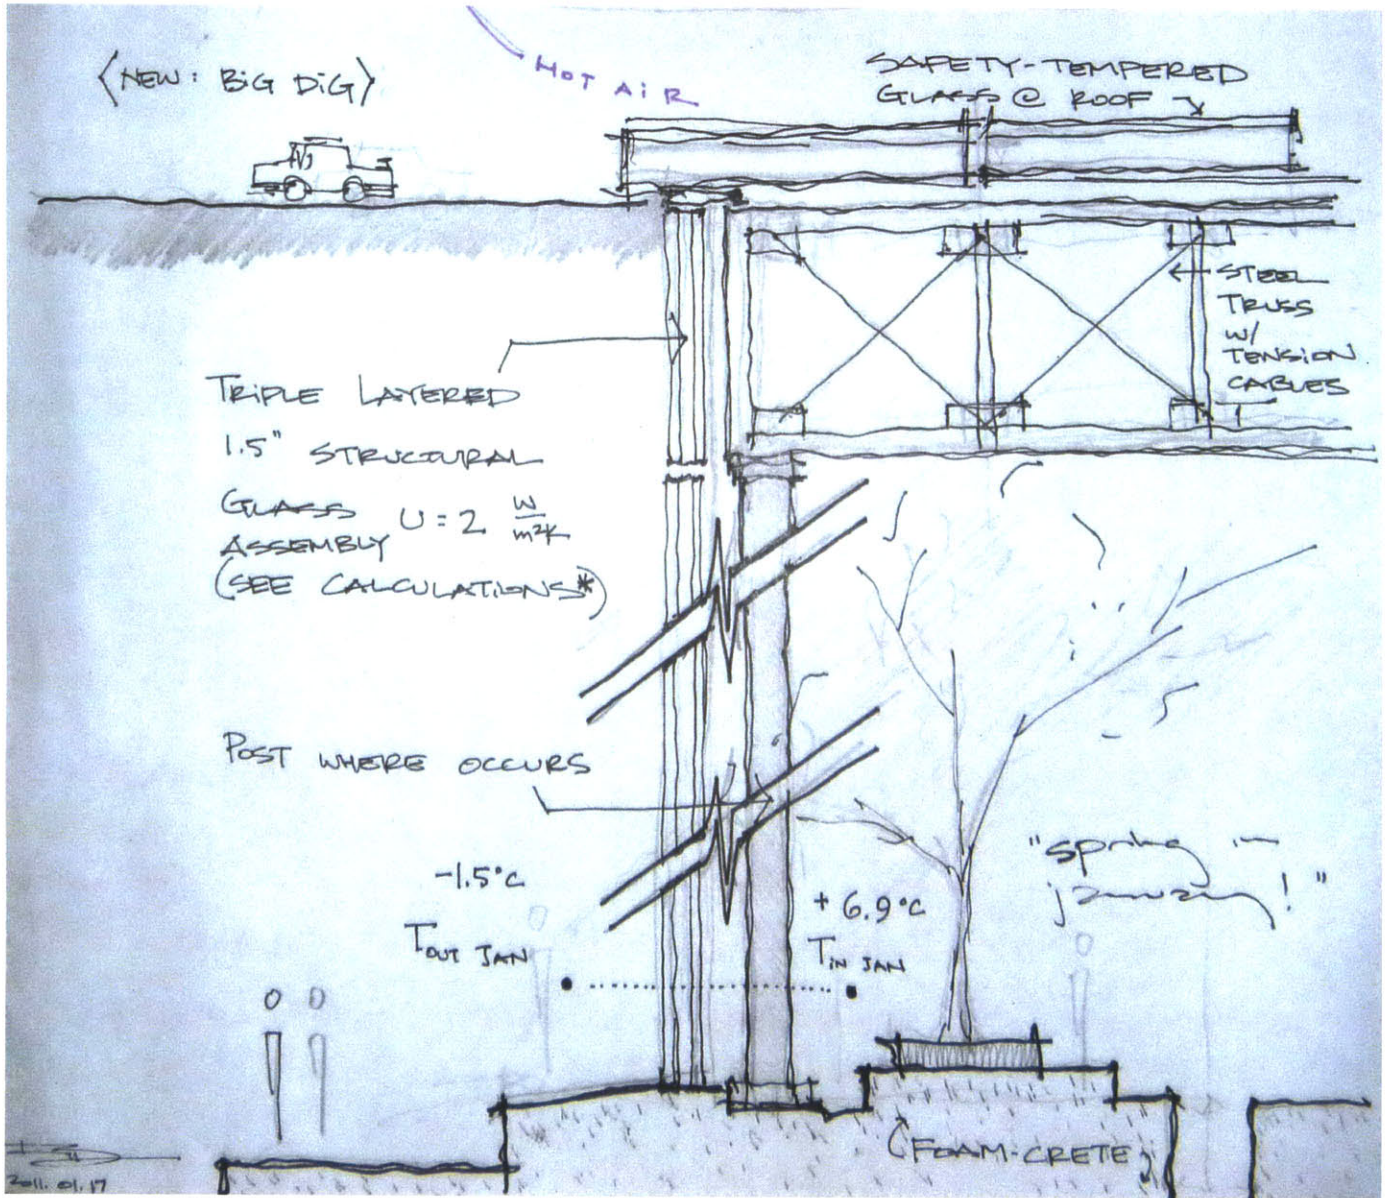 <NEW: BIG DIG>
HOT AIR
SAFETY-TEMPERED
GLASS @ ROOF
STEEL
TRUSS
W/
TENSION
CABLES
TRIPLE LAYERED
1.5" STRUCTURAL
GLASS
ASSEMBLY U = 2 W/m²K
(SEE CALCULATIONS*)
POST WHERE OCCURS
-1.5°C
TOUT JAN
+ 6.9°C
TIN JAN
"spring in
january!"
FOAM-CRETE
2011.01.17